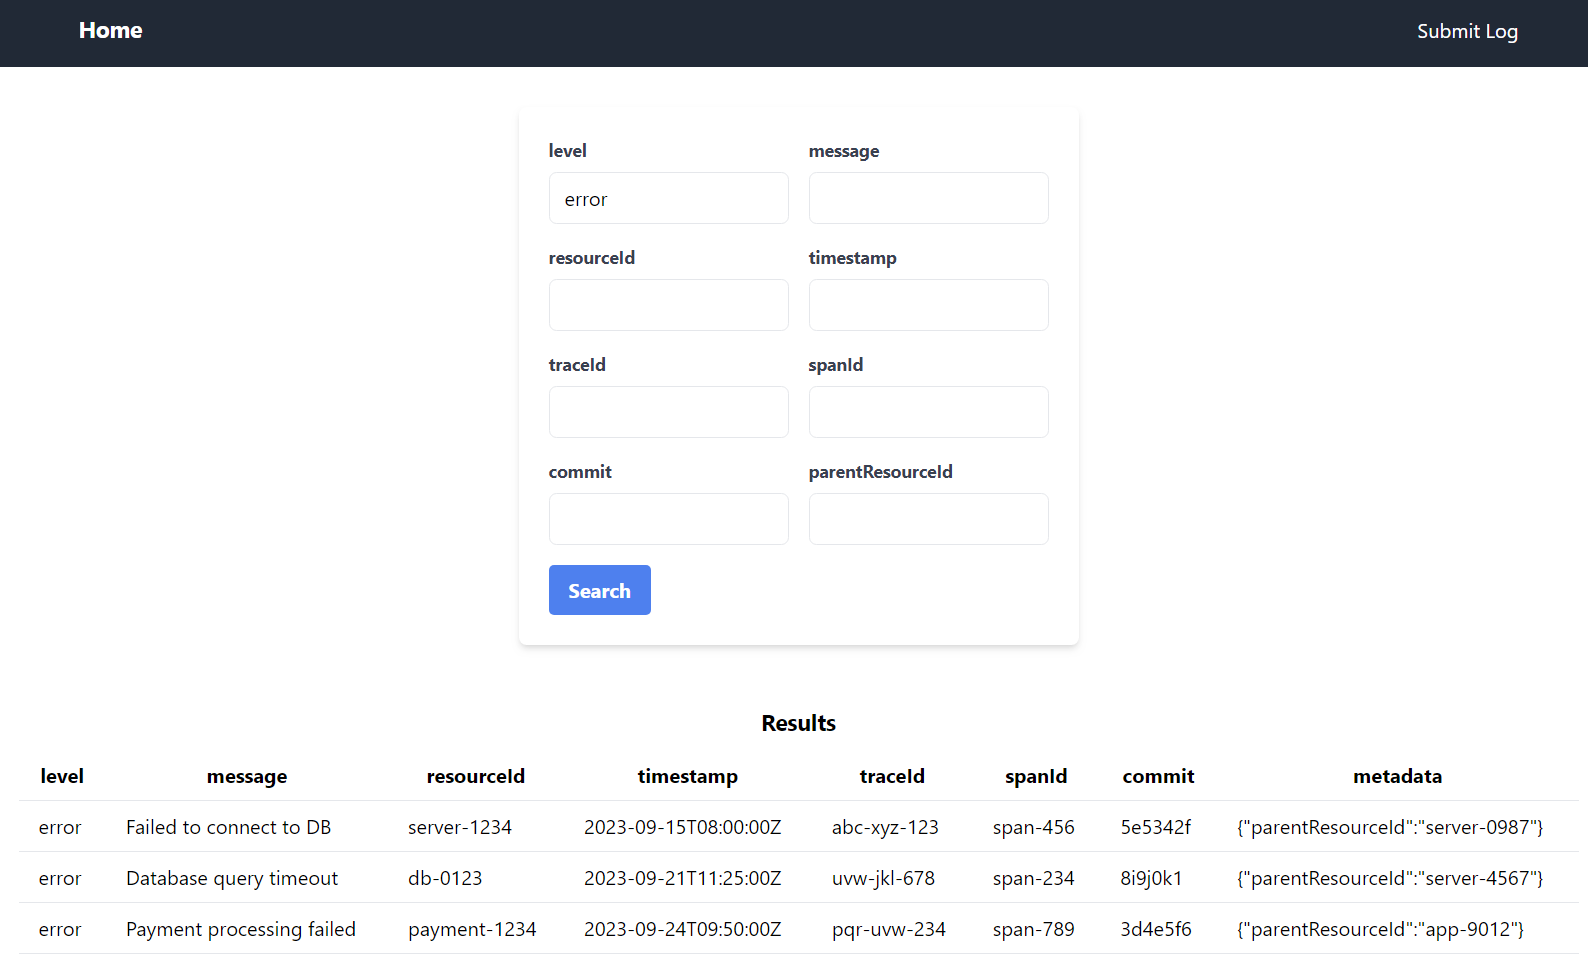 Home Submit Log
level message
error
resourceId timestamp
traceId spanId
commit parentResourceId
Search
Results
level message resourceId timestamp traceId spanId commit metadata
error Failed to connect to DB server-1234 2023-09-15T08:00:00Z abc-xyz-123 span-456 5e5342f {"parentResourceId":"server-0987"}
error Database query timeout db-0123 2023-09-21T11:25:00Z uvw-jkl-678 span-234 8i9j0k1 {"parentResourceId":"server-4567"}
error Payment processing failed payment-1234 2023-09-24T09:50:00Z pqr-uvw-234 span-789 3d4e5f6 {"parentResourceId":"app-9012"}